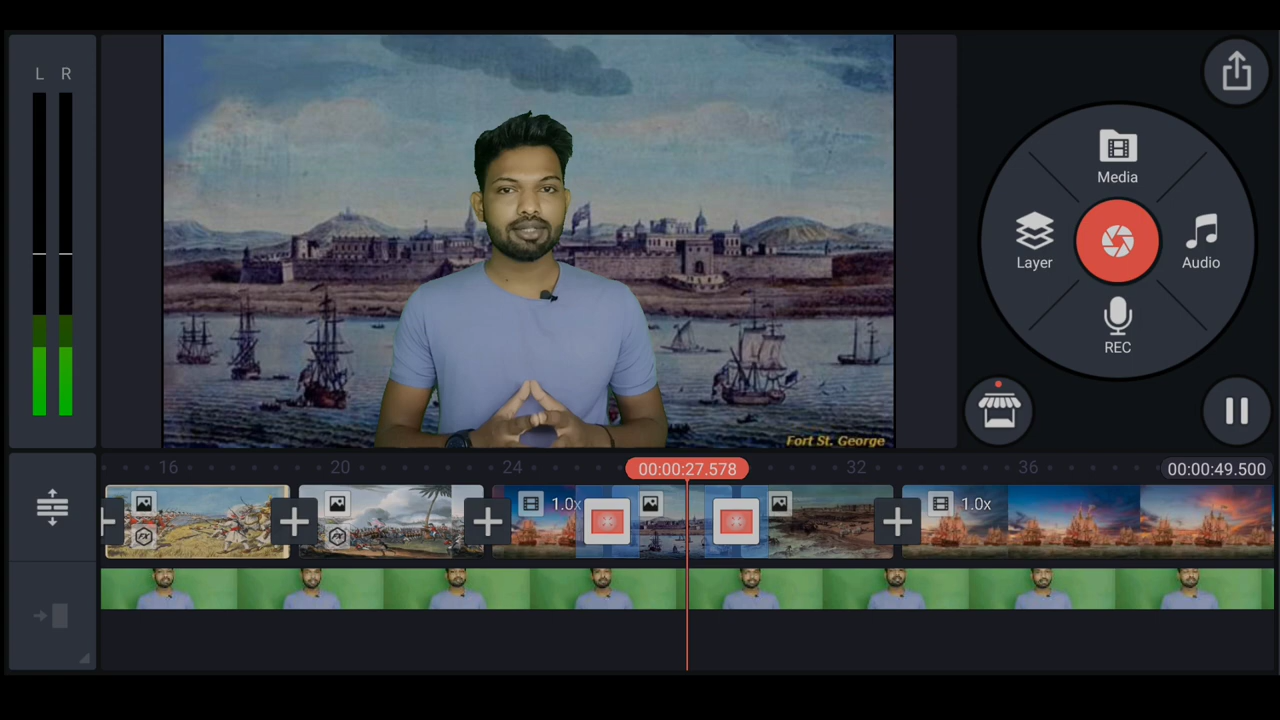 L R
Media
Layer
Audio
REC
Fort St. George
16
20
24
00:00:27.578
32
36
00:00:49.500
1.0x
1.0x